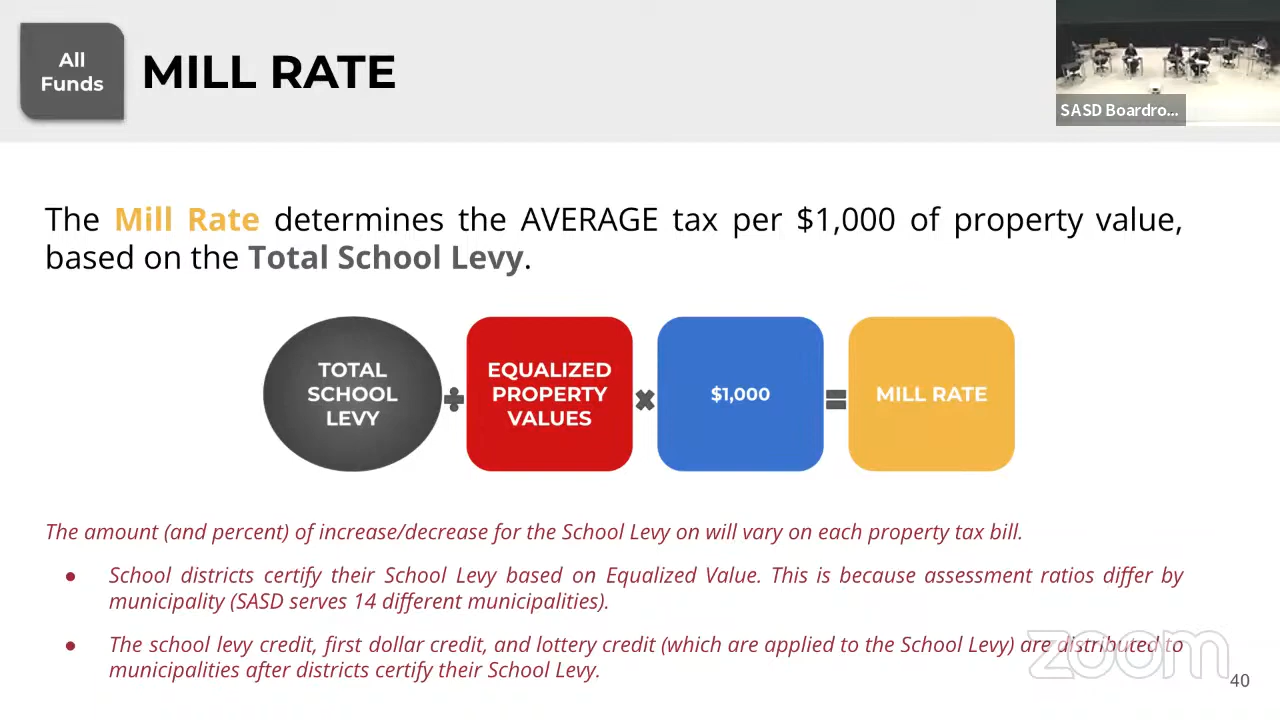 All
Funds
MILL RATE
SASD Boardro...
The Mill Rate determines the AVERAGE tax per $1,000 of property value,
based on the Total School Levy.
TOTAL
SCHOOL
LEVY
÷
EQUALIZED
PROPERTY
VALUES
×
$1,000
=
MILL RATE
The amount (and percent) of increase/decrease for the School Levy on will vary on each property tax bill.
● School districts certify their School Levy based on Equalized Value. This is because assessment ratios differ by
municipality (SASD serves 14 different municipalities).
● The school levy credit, first dollar credit, and lottery credit (which are applied to the School Levy) are distributed to
municipalities after districts certify their School Levy.
zoom
40